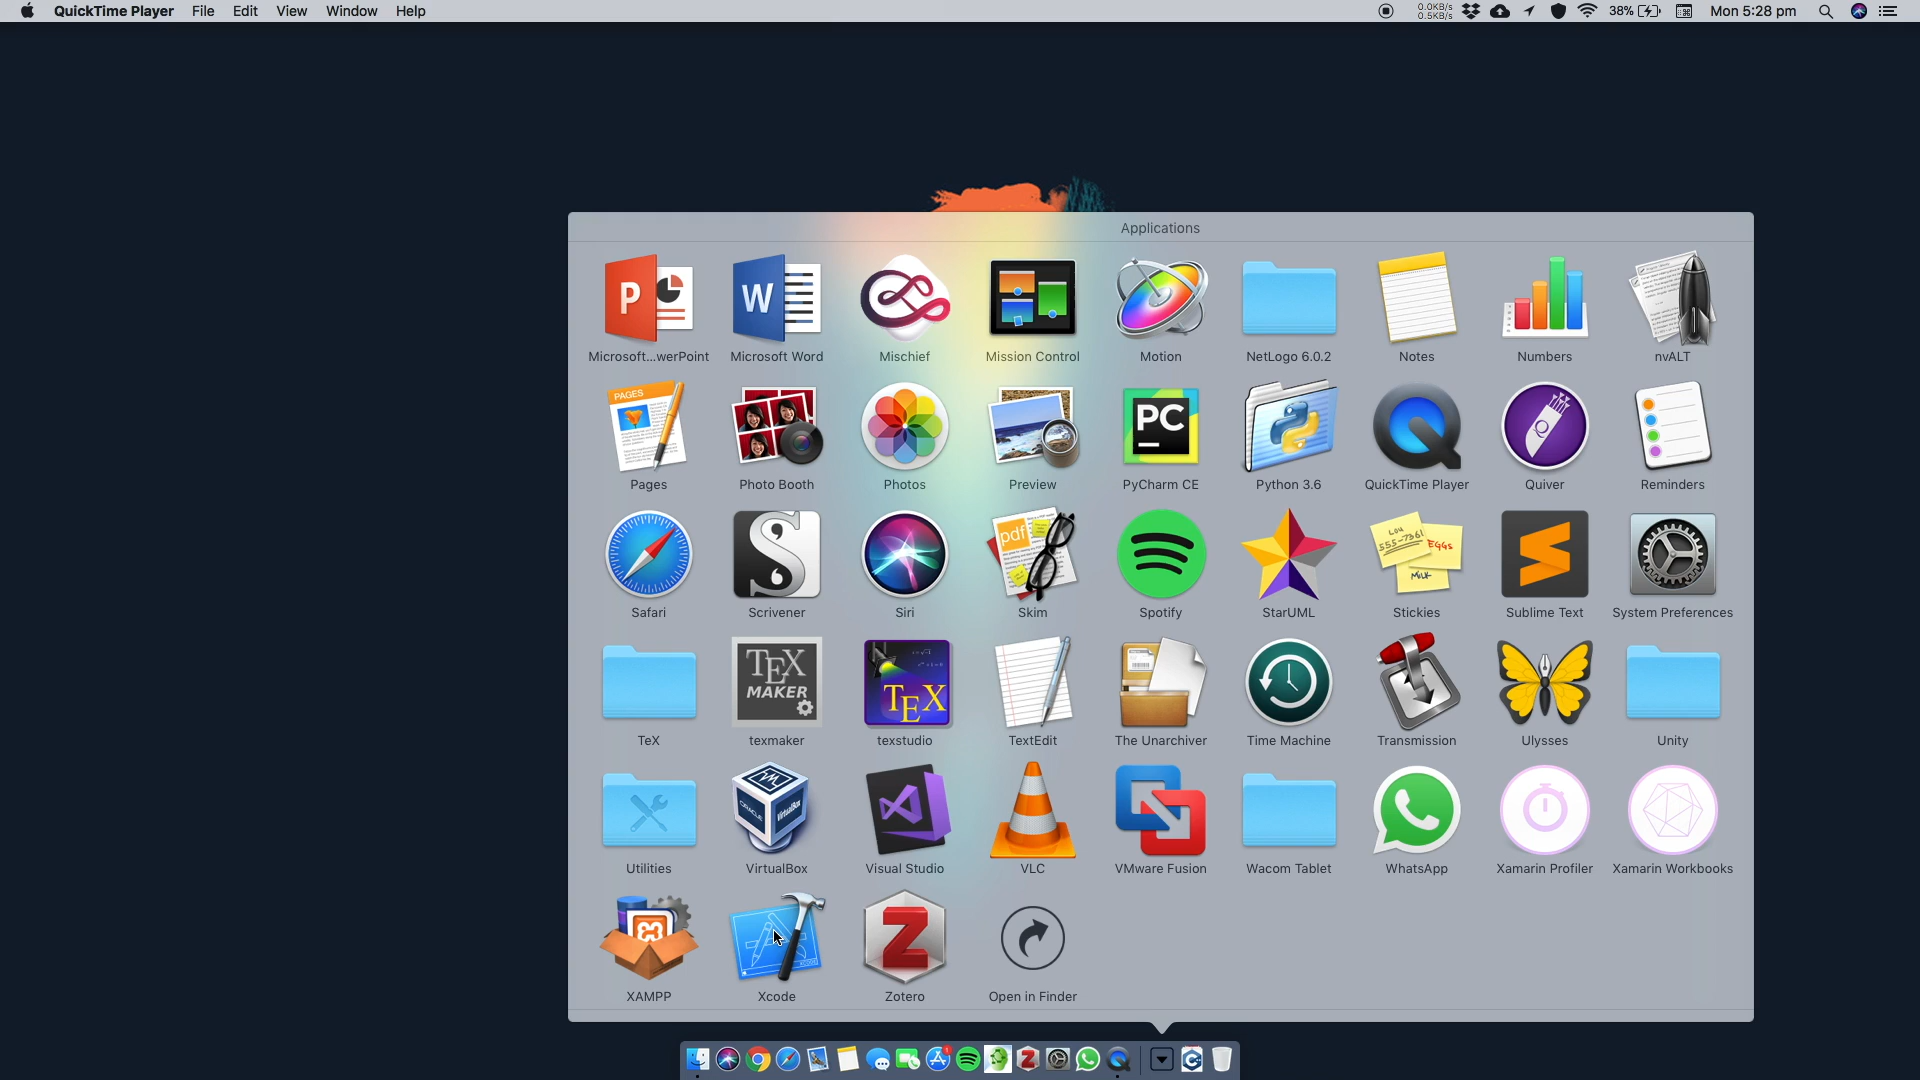 QuickTime Player File Edit View Window Help 0.0KB/s 0.5KB/s 38% Mon 5:28 pm
Applications
Microsoft...werPoint Microsoft Word Mischief Mission Control Motion NetLogo 6.0.2 Notes Numbers nvALT
Pages Photo Booth Photos Preview PyCharm CE Python 3.6 QuickTime Player Quiver Reminders
Safari Scrivener Siri Skim Spotify StarUML Stickies Sublime Text System Preferences
TeX texmaker texstudio TextEdit The Unarchiver Time Machine Transmission Ulysses Unity
Utilities VirtualBox Visual Studio VLC VMware Fusion Wacom Tablet WhatsApp Xamarin Profiler Xamarin Workbooks
XAMPP Xcode Zotero Open in Finder